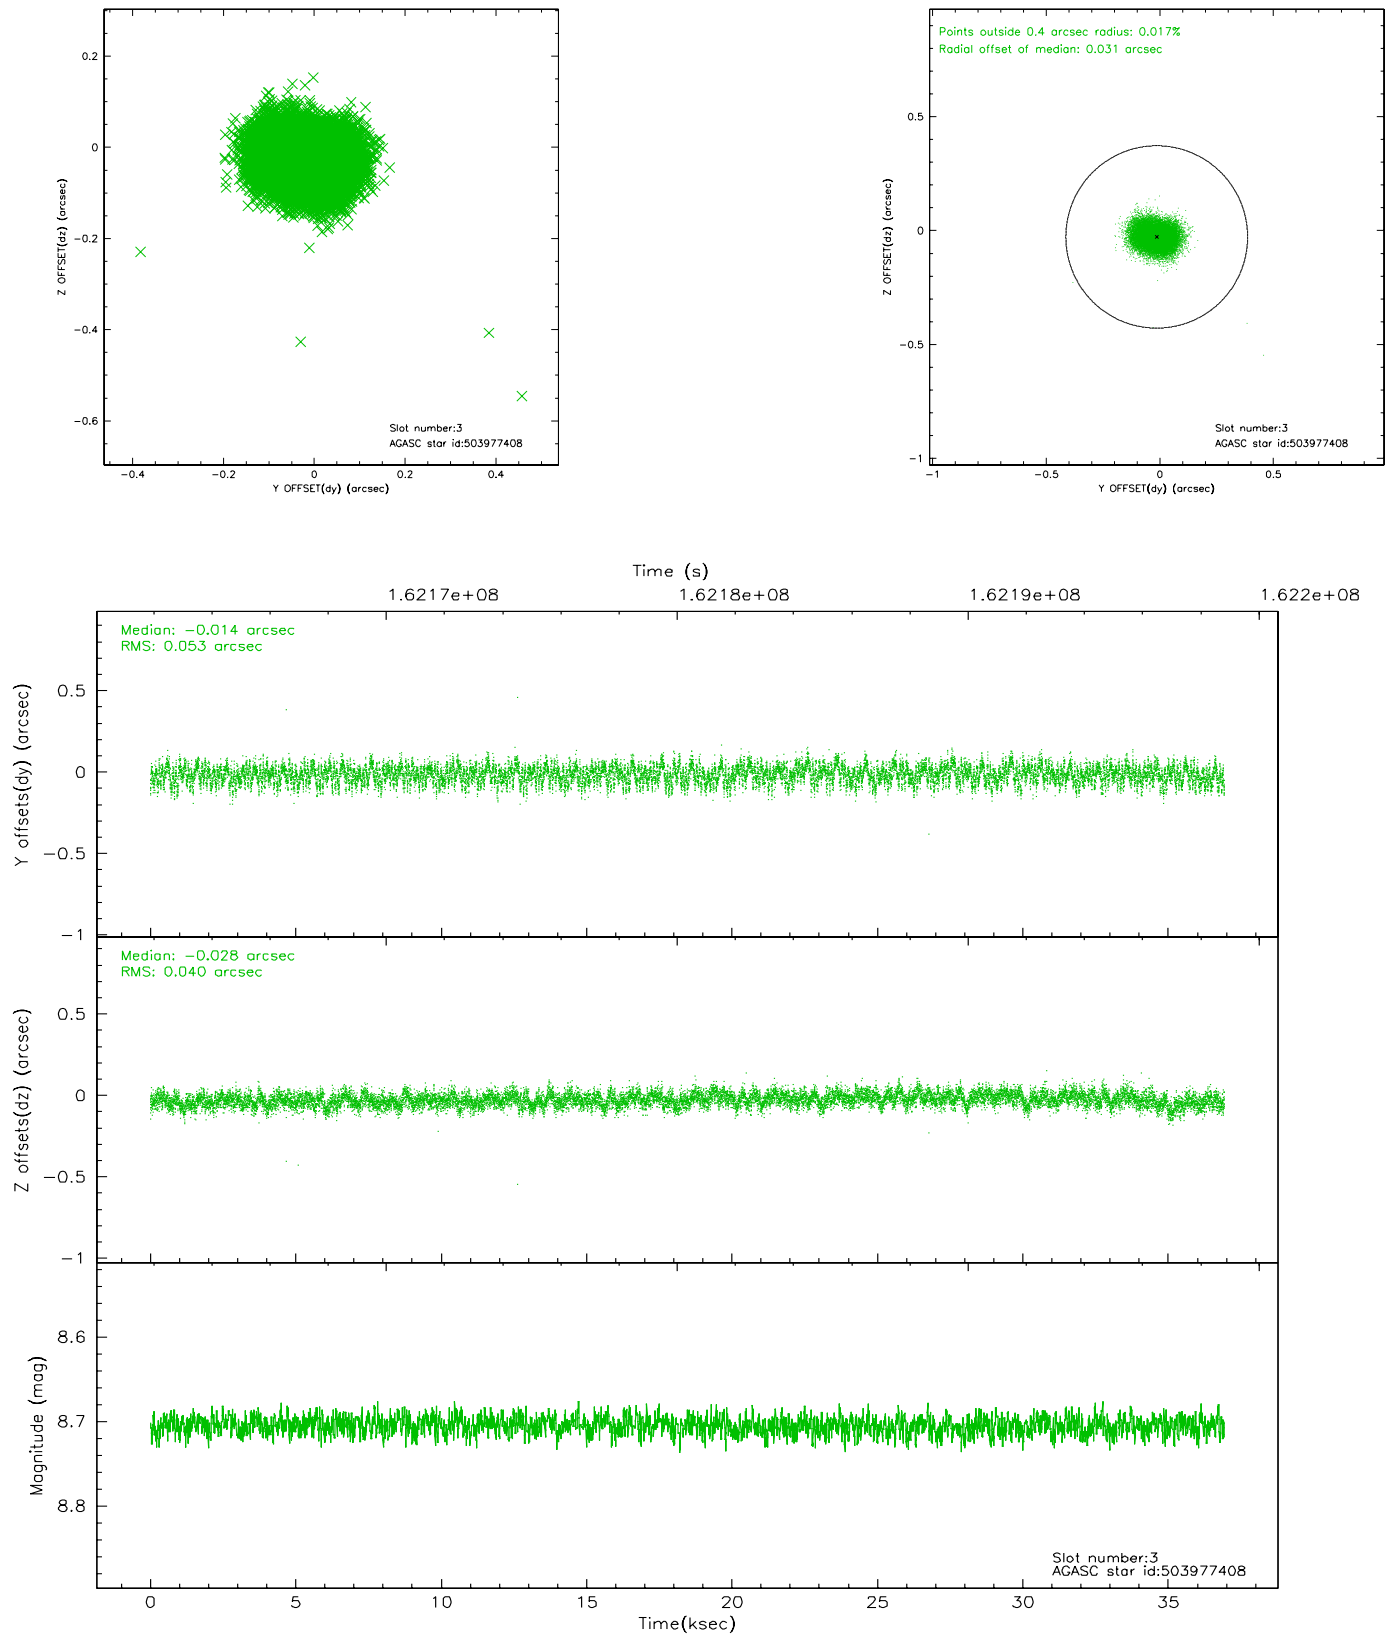 0.2
0
−0.2
−0.4
−0.6
Z OFFSET(dz) (arcsec)
Slot number:3
AGASC star id:503977408
−0.4
−0.2
0
0.2
0.4
Y OFFSET(dy) (arcsec)
Points outside 0.4 arcsec radius: 0.017%
Radial offset of median: 0.031 arcsec
0.5
0
−0.5
−1
Z OFFSET(dz) (arcsec)
Slot number:3
AGASC star id:503977408
−1
−0.5
0
0.5
Y OFFSET(dy) (arcsec)
Time (s)
1.6217e+08
1.6218e+08
1.6219e+08
1.622e+08
Median: −0.014 arcsec
RMS: 0.053 arcsec
0.5
0
−0.5
−1
Y offsets(dy) (arcsec)
Median: −0.028 arcsec
RMS: 0.040 arcsec
0.5
0
−0.5
−1
Z offsets(dz) (arcsec)
8.6
8.7
8.8
Magnitude (mag)
Slot number:3
AGASC star id:503977408
0
5
10
15
20
25
30
35
Time(ksec)